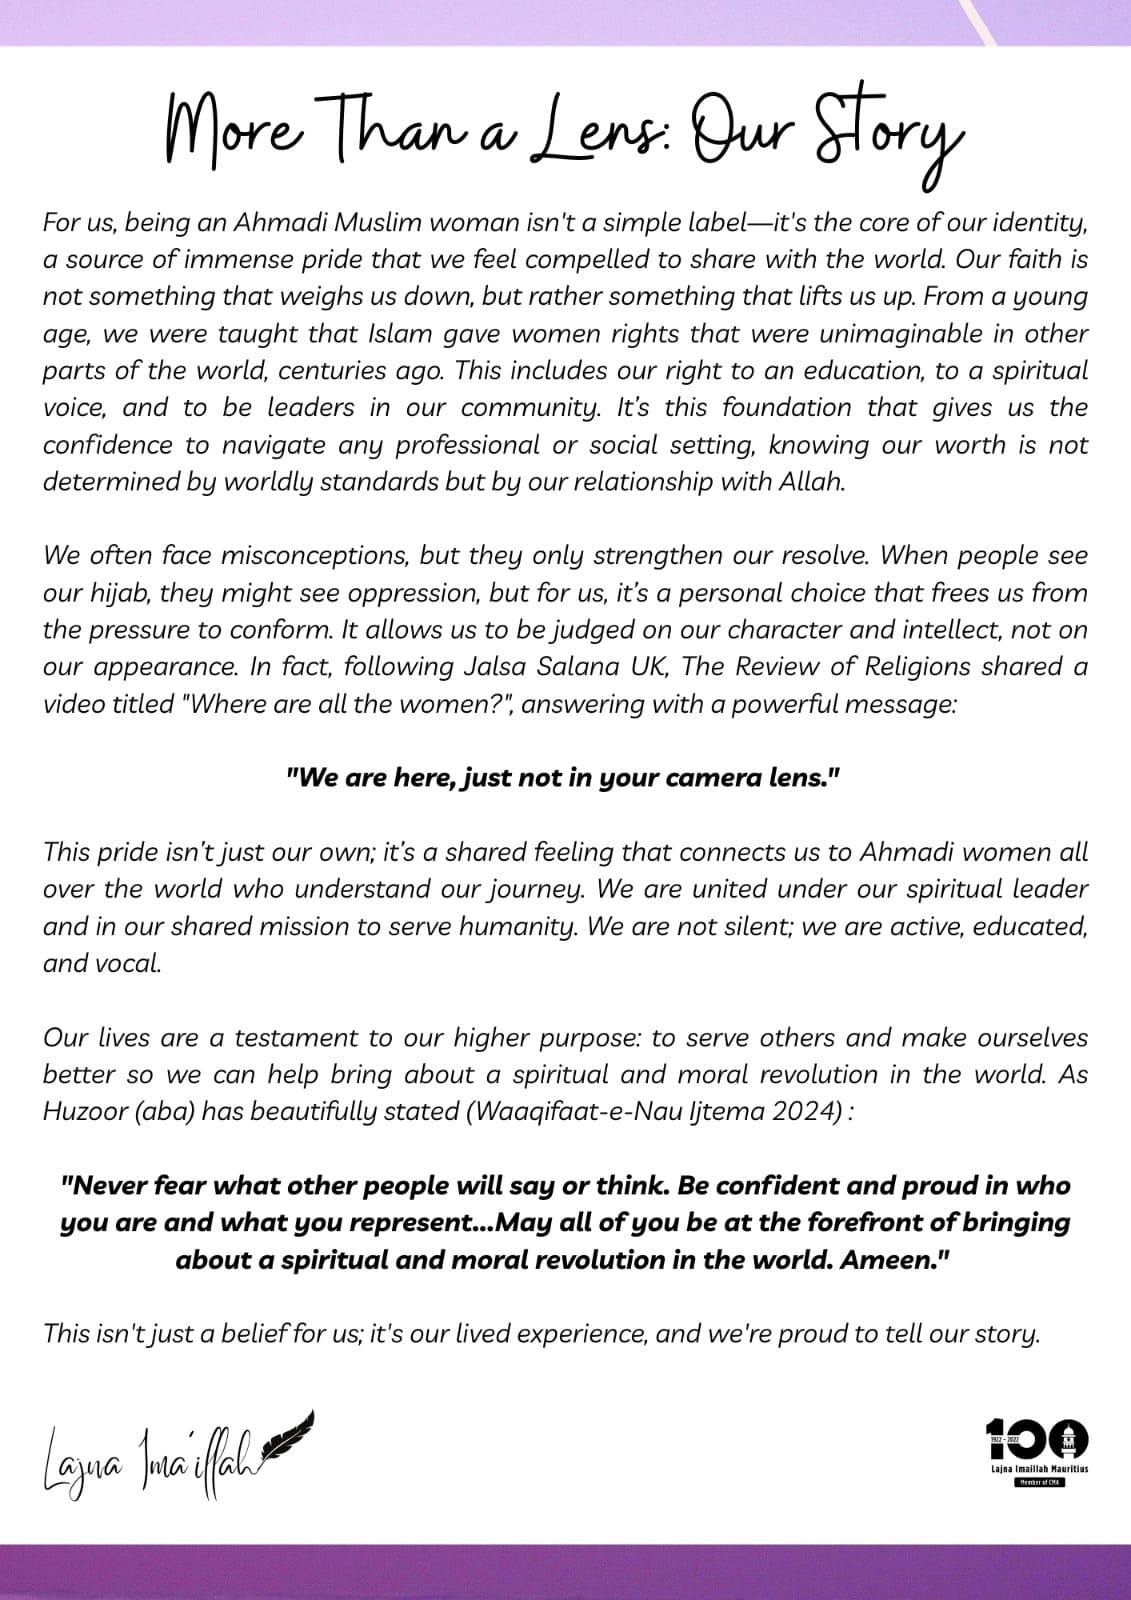 More Than a Lens: Our Story
For us, being an Ahmadi Muslim woman isn't a simple label—it's the core of our identity,
a source of immense pride that we feel compelled to share with the world. Our faith is
not something that weighs us down, but rather something that lifts us up. From a young
age, we were taught that Islam gave women rights that were unimaginable in other
parts of the world, centuries ago. This includes our right to an education, to a spiritual
voice, and to be leaders in our community. It’s this foundation that gives us the
confidence to navigate any professional or social setting, knowing our worth is not
determined by worldly standards but by our relationship with Allah.
We often face misconceptions, but they only strengthen our resolve. When people see
our hijab, they might see oppression, but for us, it’s a personal choice that frees us from
the pressure to conform. It allows us to be judged on our character and intellect, not on
our appearance. In fact, following Jalsa Salana UK, The Review of Religions shared a
video titled "Where are all the women?", answering with a powerful message:
"We are here, just not in your camera lens."
This pride isn’t just our own; it’s a shared feeling that connects us to Ahmadi women all
over the world who understand our journey. We are united under our spiritual leader
and in our shared mission to serve humanity. We are not silent; we are active, educated,
and vocal.
Our lives are a testament to our higher purpose: to serve others and make ourselves
better so we can help bring about a spiritual and moral revolution in the world. As
Huzoor (aba) has beautifully stated (Waaqifaat-e-Nau Ijtema 2024) :
"Never fear what other people will say or think. Be confident and proud in who
you are and what you represent...May all of you be at the forefront of bringing
about a spiritual and moral revolution in the world. Ameen."
This isn't just a belief for us; it's our lived experience, and we're proud to tell our story.
Lajna Ima'illah
100
1922 - 2022
Lajna Imaillah Mauritius
Member of CMA